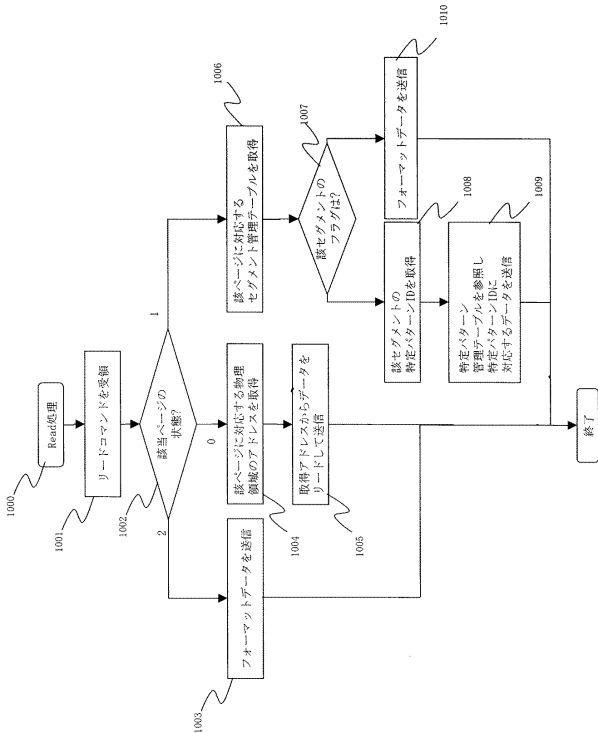 1000
Read処理
1001
リードコマンドを受領
1002
該当ページの
状態?
2
0
1
1003
フォーマットデータを送信
該ページに対応する物理
領域のアドレスを取得
1004
取得アドレスからデータを
リードして送信
1005
1006
該ページに対応する
セグメント管理テーブルを取得
1007
該セグメントの
フラグは?
1008
該セグメントの
特定パターンIDを取得
1009
特定パターン
管理テーブルを参照し
特定パターンIDに
対応するデータを送信
1010
フォーマットデータを送信
終了